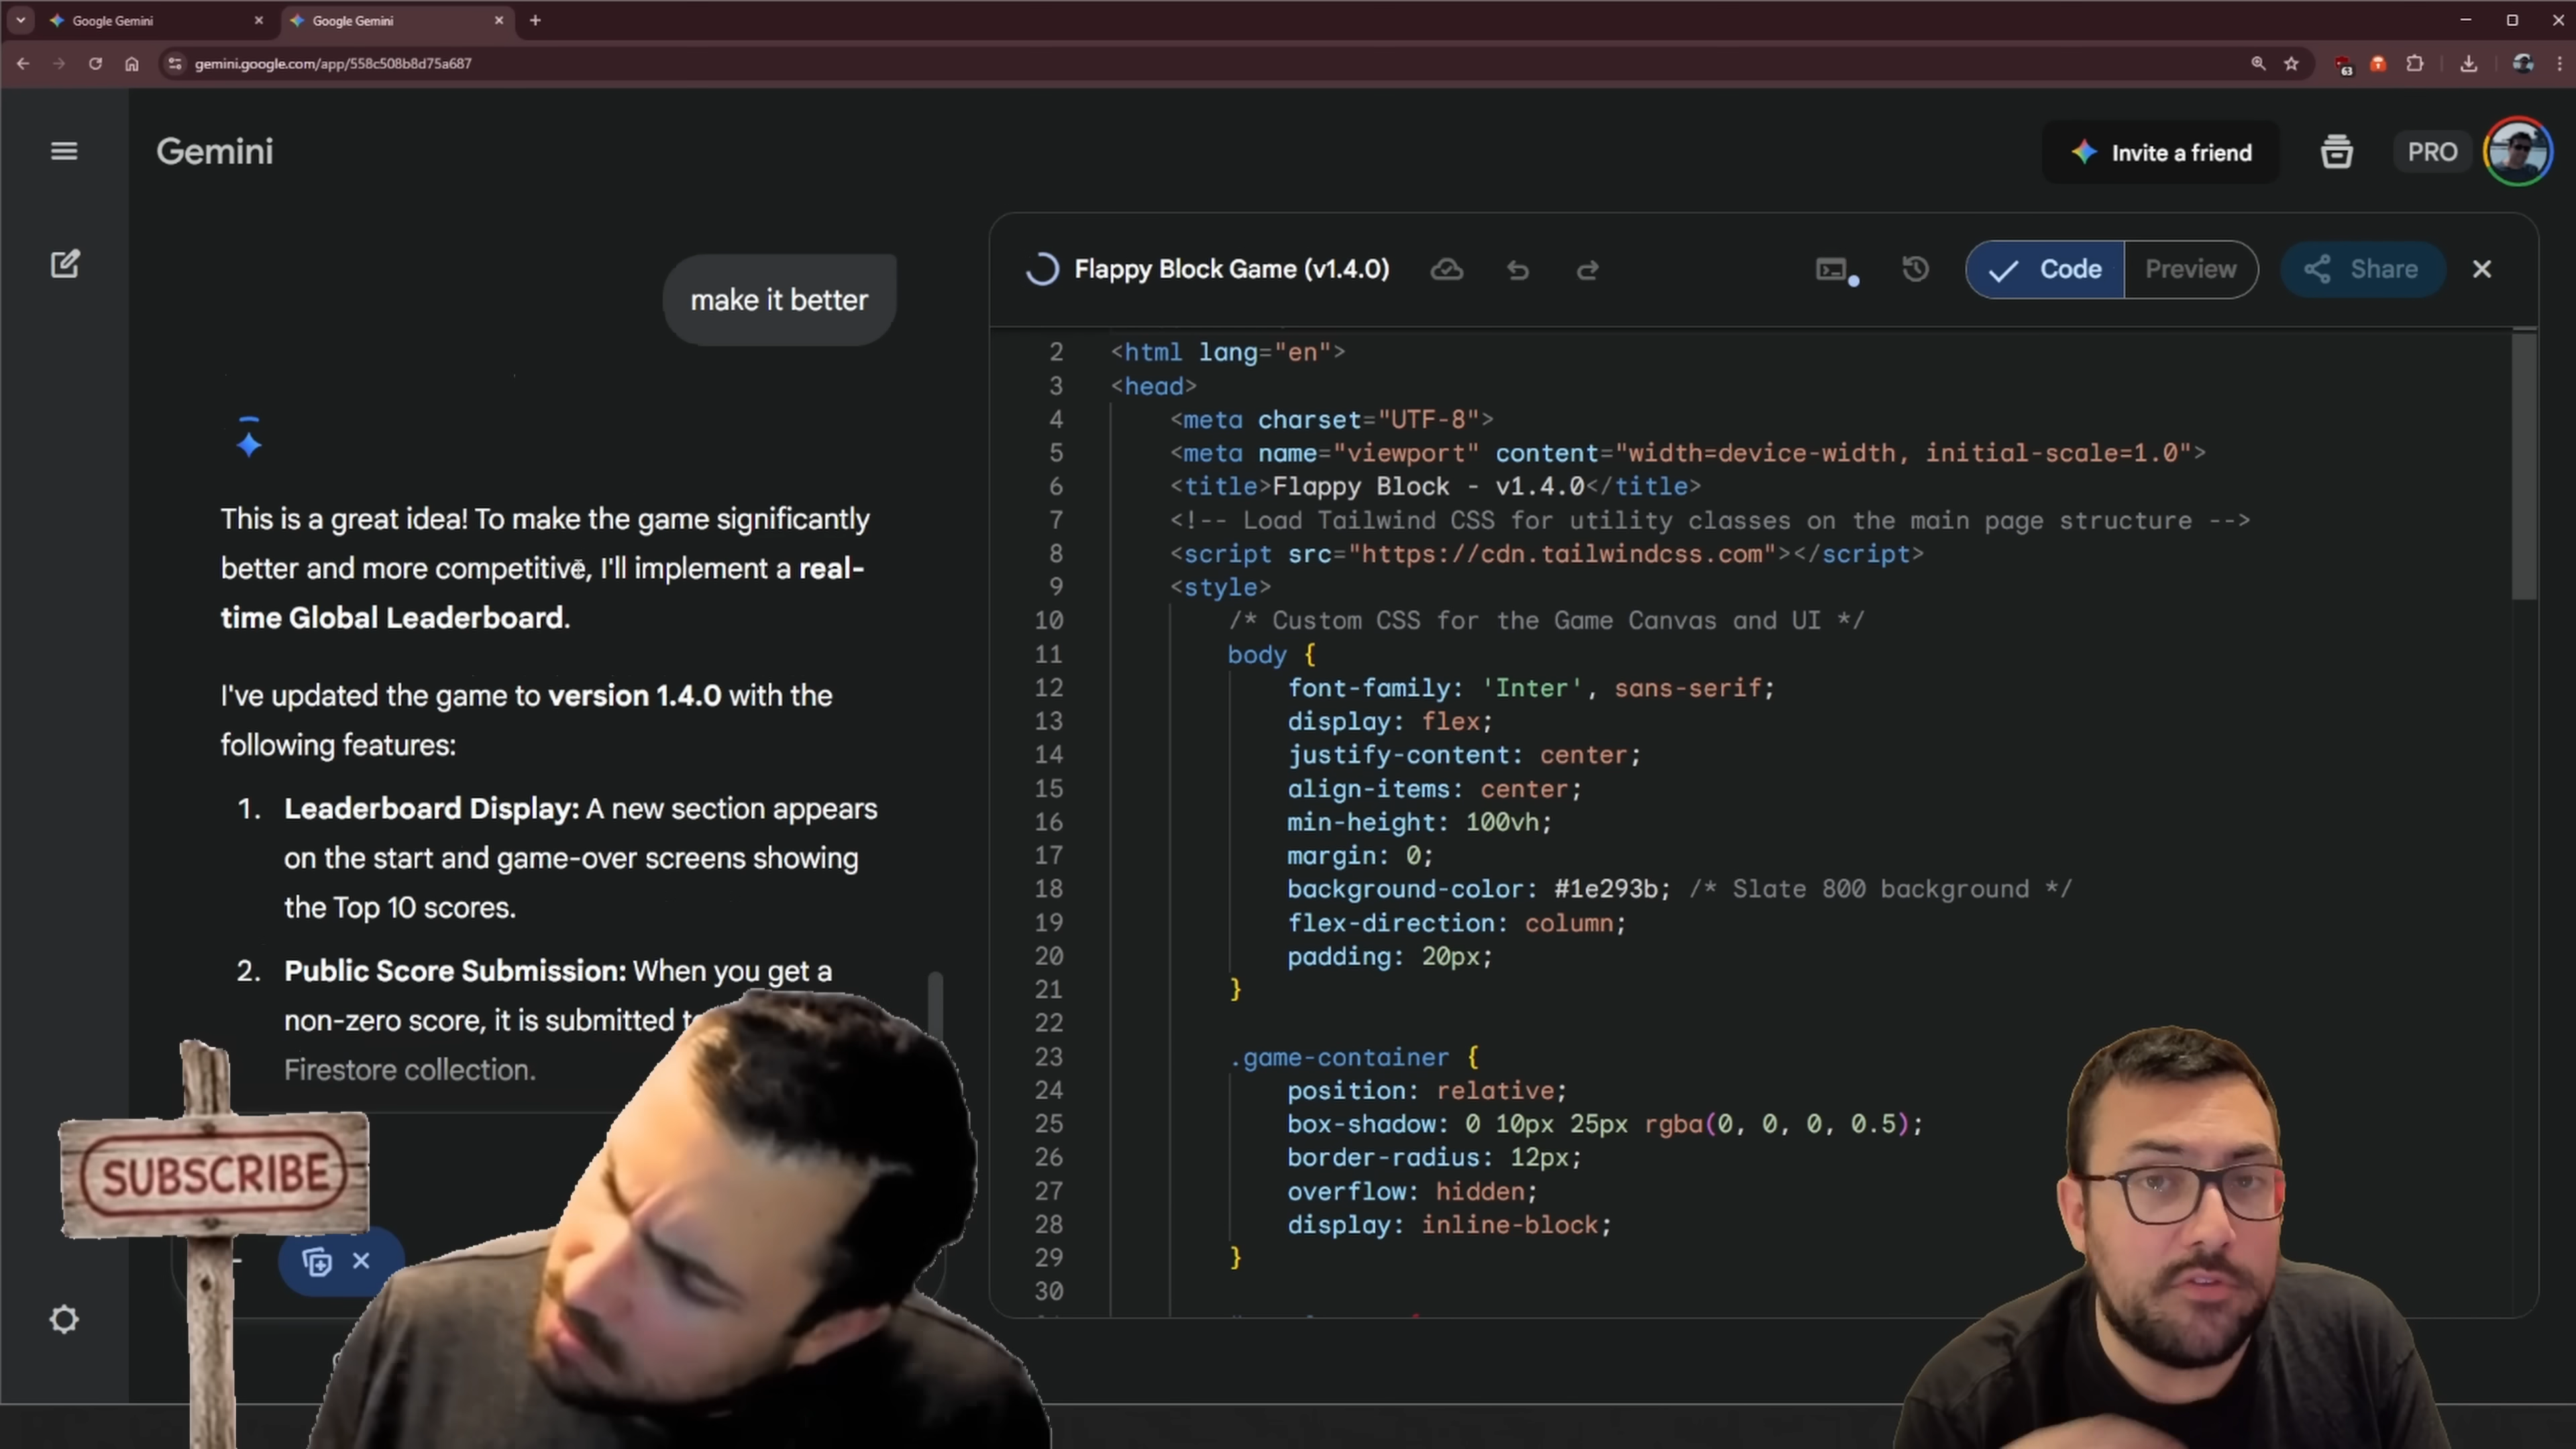 Google Gemini
Google Gemini
gemini.google.com/app/558c508b8d75a687
63
Gemini
Invite a friend
PRO
make it better
This is a great idea! To make the game significantly
better and more competitive, I'll implement a real-
time Global Leaderboard.
I've updated the game to version 1.4.0 with the
following features:
1. Leaderboard Display: A new section appears
on the start and game-over screens showing
the Top 10 scores.
2. Public Score Submission: When you get a
non-zero score, it is submitted
Firestore collection.
SUBSCRIBE
Flappy Block Game (v1.4.0)
Code
Preview
Share
2 <html lang="en">
3 <head>
4 <meta charset="UTF-8">
5 <meta name="viewport" content="width=device-width, initial-scale=1.0">
6 <title>Flappy Block - v1.4.0</title>
7 <!-- Load Tailwind CSS for utility classes on the main page structure -->
8 <script src="https://cdn.tailwindcss.com"></script>
9 <style>
10 /* Custom CSS for the Game Canvas and UI */
11 body {
12 font-family: 'Inter', sans-serif;
13 display: flex;
14 justify-content: center;
15 align-items: center;
16 min-height: 100vh;
17 margin: 0;
18 background-color: #1e293b; /* Slate 800 background */
19 flex-direction: column;
20 padding: 20px;
21 }
22
23 .game-container {
24 position: relative;
25 box-shadow: 0 10px 25px rgba(0, 0, 0, 0.5);
26 border-radius: 12px;
27 overflow: hidden;
28 display: inline-block;
29 }
30